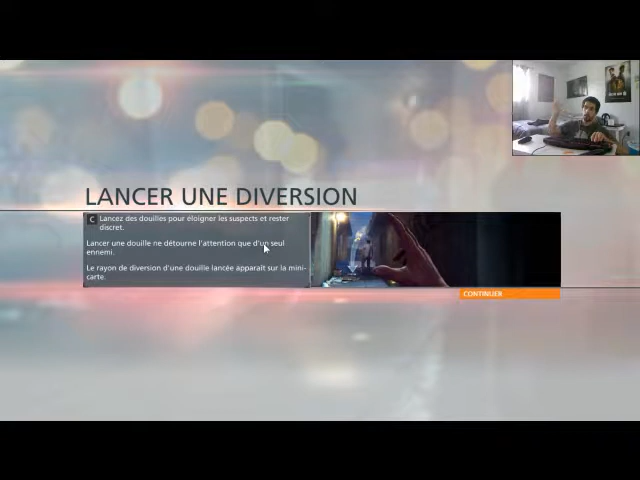 LANCER UNE DIVERSION
C Lancez des douilles pour éloigner les suspects et rester
discret.
Lancer une douille ne détourne l'attention que d'un seul
ennemi.
Le rayon de diversion d'une douille lancée apparaît sur la mini-
carte.
CONTINUER